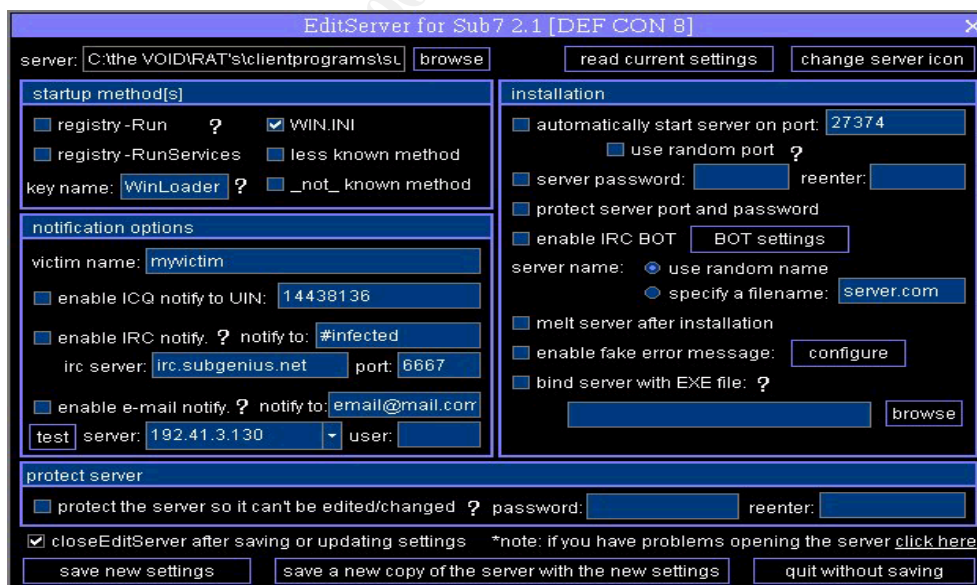 EditServer for Sub7 2.1 [DEF CON 8]
server: C:\the VOID\RAT's\clientprograms\su browse read current settings change server icon
startup method[s]
registry -Run ? WIN.INI
registry -RunServices less known method
key name: WinLoader ? _not_ known method
notification options
victim name: myvictim
enable ICQ notify to UIN: 14438136
enable IRC notify. ? notify to: #infected
irc server: irc.subgenius.net port: 6667
enable e-mail notify. ? notify to: email@mail.com
test server: 192.41.3.130 user:
installation
automatically start server on port: 27374
use random port ?
server password: reenter:
protect server port and password
enable IRC BOT BOT settings
server name: use random name
specify a filename: server.com
melt server after installation
enable fake error message: configure
bind server with EXE file: ?
browse
protect server
protect the server so it can't be edited/changed ? password: reenter:
closeEditServer after saving or updating settings *note: if you have problems opening the server click here
save new settings save a new copy of the server with the new settings quit without saving